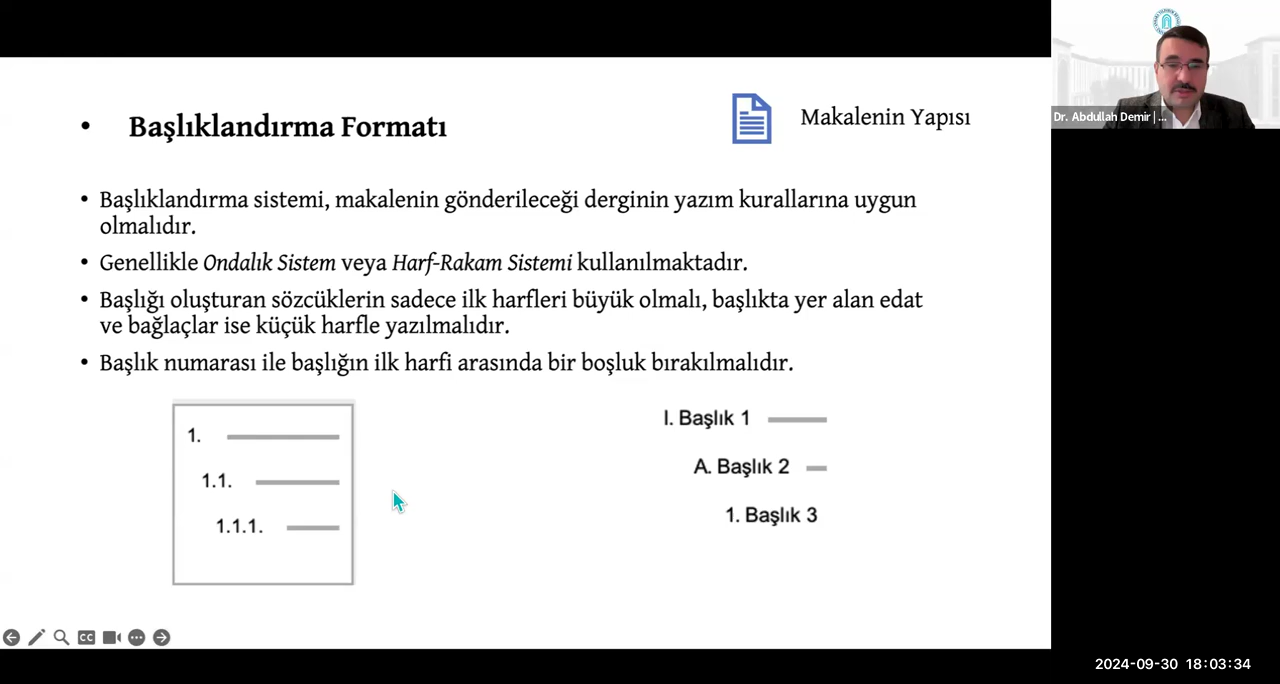 • Başlıklandırma Formatı
Makalenin Yapısı
• Başlıklandırma sistemi, makalenin gönderileceği derginin yazım kurallarına uygun
olmalıdır.
• Genellikle Ondalık Sistem veya Harf-Rakam Sistemi kullanılmaktadır.
• Başlığı oluşturan sözcüklerin sadece ilk harfleri büyük olmalı, başlıkta yer alan edat
ve bağlaçlar ise küçük harfle yazılmalıdır.
• Başlık numarası ile başlığın ilk harfi arasında bir boşluk bırakılmalıdır.
1.
1.1.
1.1.1.
I. Başlık 1
A. Başlık 2
1. Başlık 3
CC
Dr. Abdullah Demir | ...
2024-09-30 18:03:34